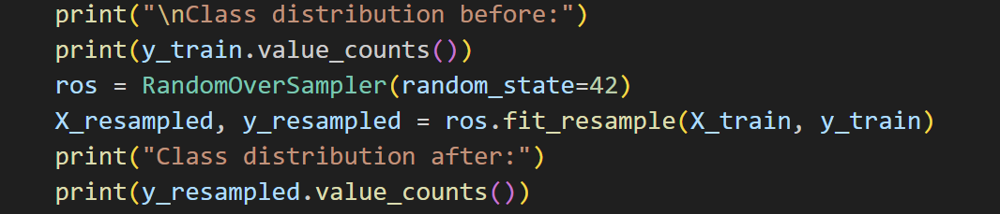 print("\nClass distribution before:")
print(y_train.value_counts())
ros = RandomOverSampler(random_state=42)
X_resampled, y_resampled = ros.fit_resample(X_train, y_train)
print("Class distribution after:")
print(y_resampled.value_counts())